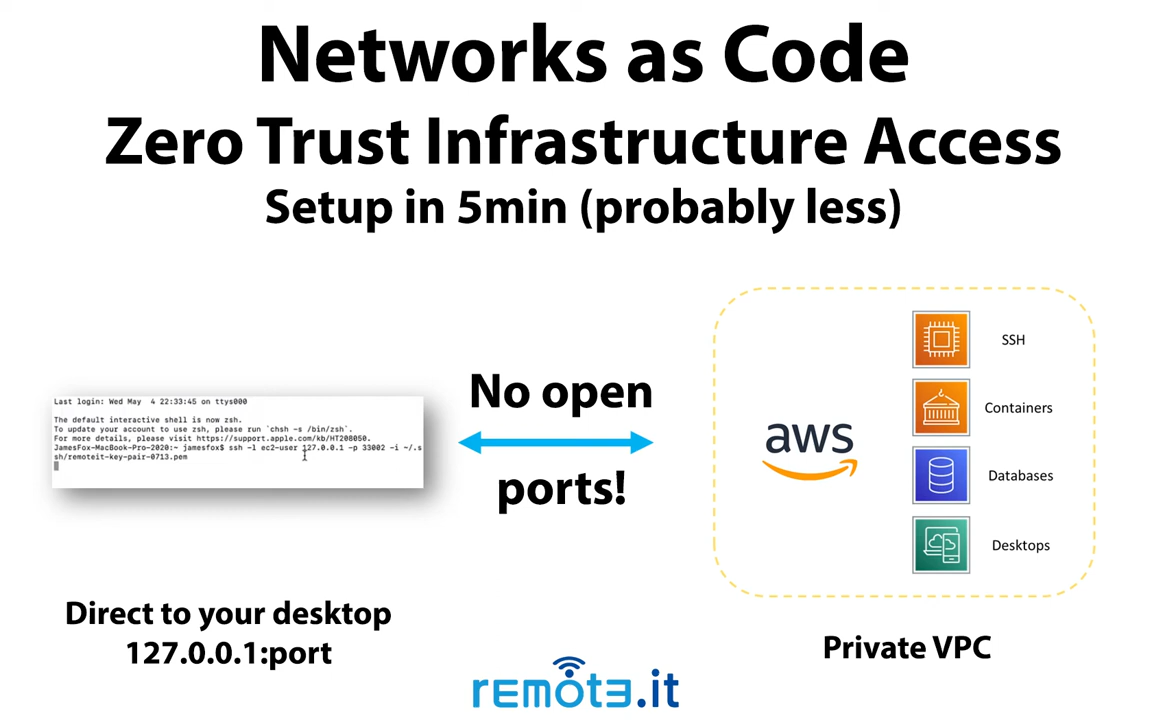 Networks as Code
Zero Trust Infrastructure Access
Setup in 5min (probably less)
Last login: Wed May  4 22:33:45 on ttys000
The default interactive shell is now zsh.
To update your account to use zsh, please run `chsh -s /bin/zsh`.
For more details, please visit https://support.apple.com/kb/HT208050.
JamesFox-MacBook-Pro-2020:~ jamesfox$ ssh -l ec2-user 127.0.0.1 -p 33002 -i ~/.s
sh/remoteit-key-pair-0713.pem
No open
ports!
aws
SSH
Containers
Databases
Desktops
Direct to your desktop
127.0.0.1:port
Private VPC
remote.it